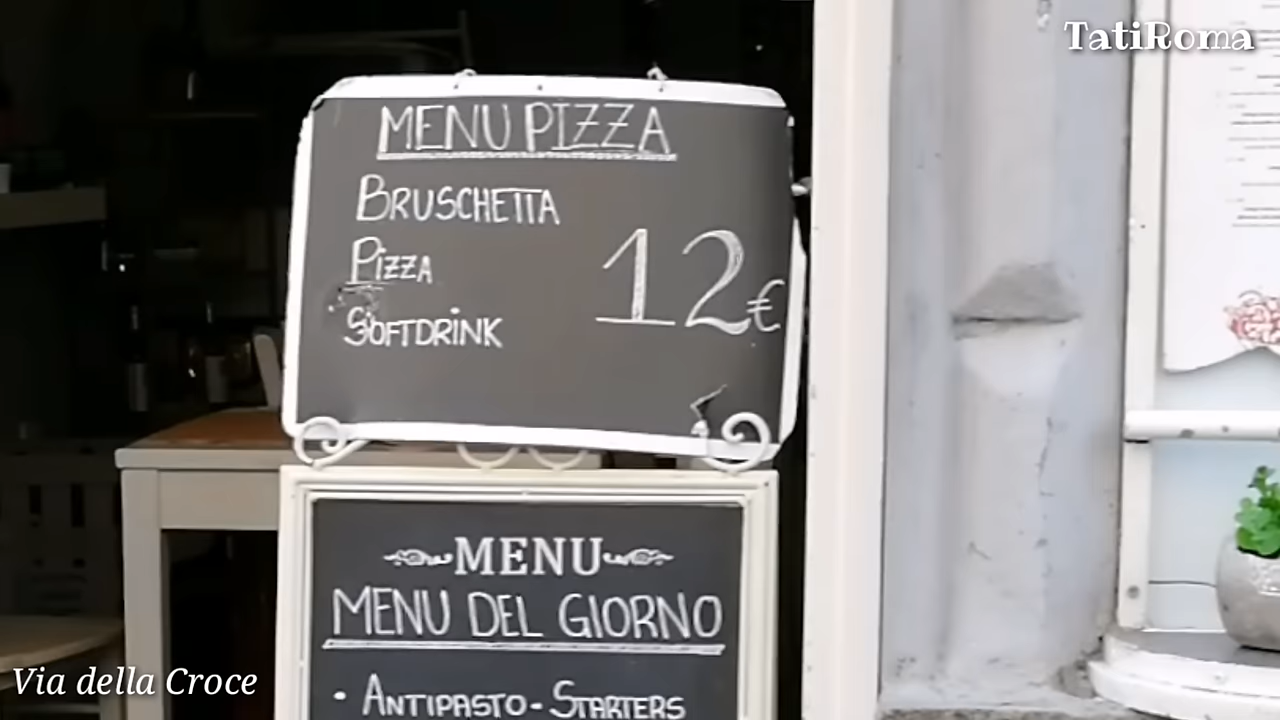 TatiRoma
MENU PIZZA
BRUSCHETTA
PIZZA
12€
SOFTDRINK
MENU
MENU DEL GIORNO
• ANTIPASTO - STARTERS
Via della Croce